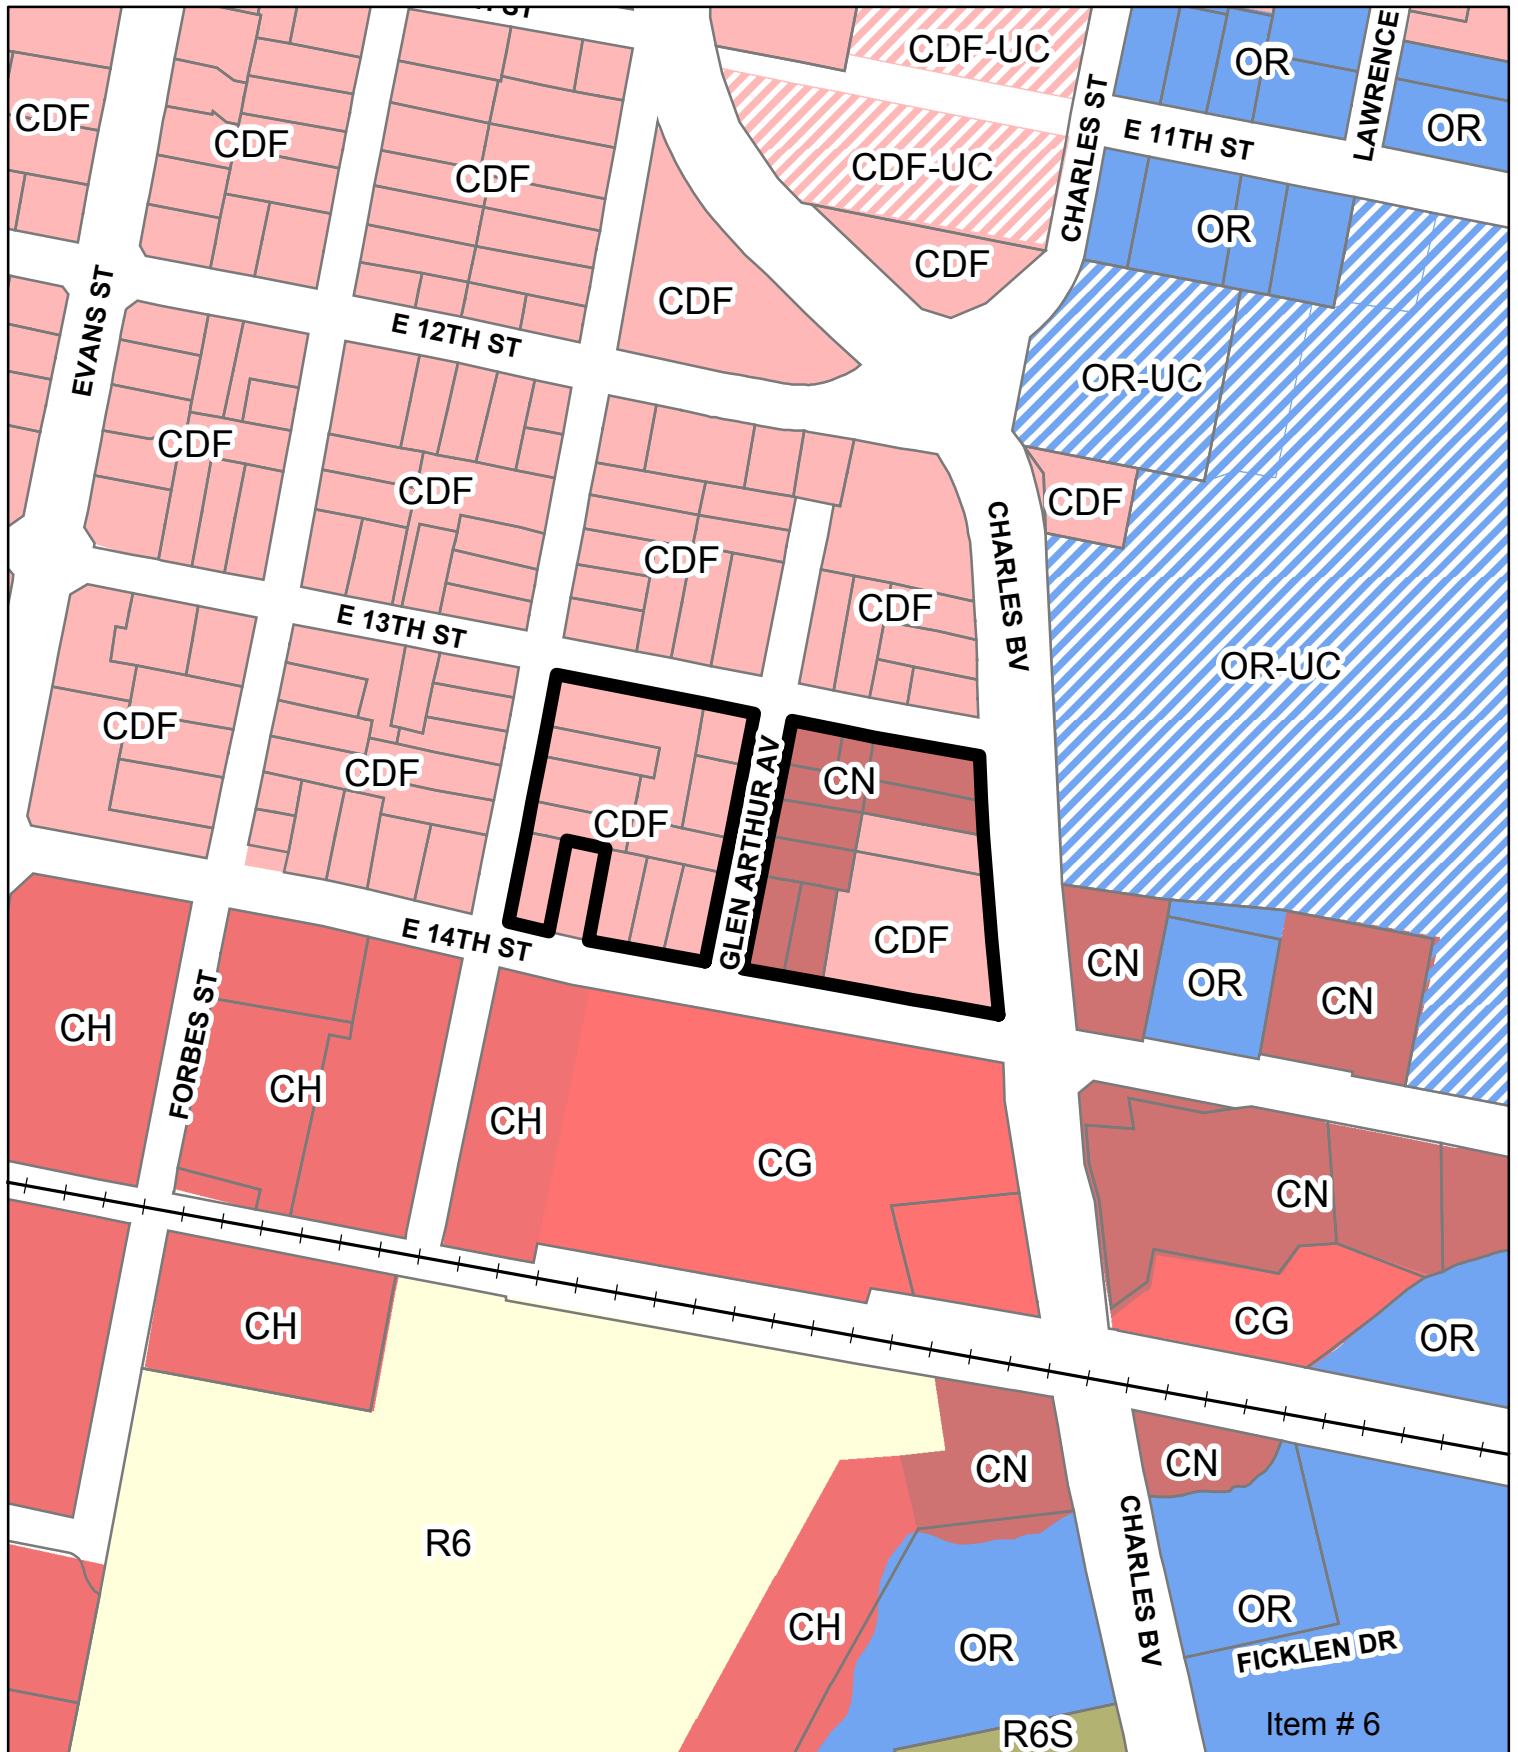 ST
CDF-UC
OR
LAWRENCE
CDF
CDF
CDF
CDF-UC
CHARLES ST
E 11TH ST
OR
OR
CDF
CDF
EVANS ST
E 12TH ST
OR-UC
CDF
CDF
CDF
CDF
CHARLES BV
CDF
CDF
E 13TH ST
OR-UC
CDF
CDF
CDF
GLEN ARTHUR AV
CN
CDF
CN
OR
CN
E 14TH ST
CH
FORBES ST
CH
CH
CG
CN
CH
CG
OR
CN
CN
R6
CH
OR
CHARLES BV
OR
FICKLEN DR
R6S
Item # 6